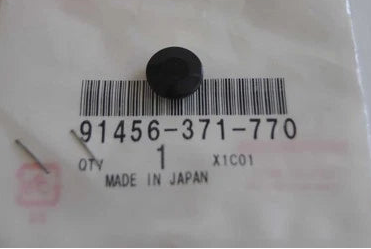 91456-371-770
QTY 1 X1C01
MADE IN JAPAN